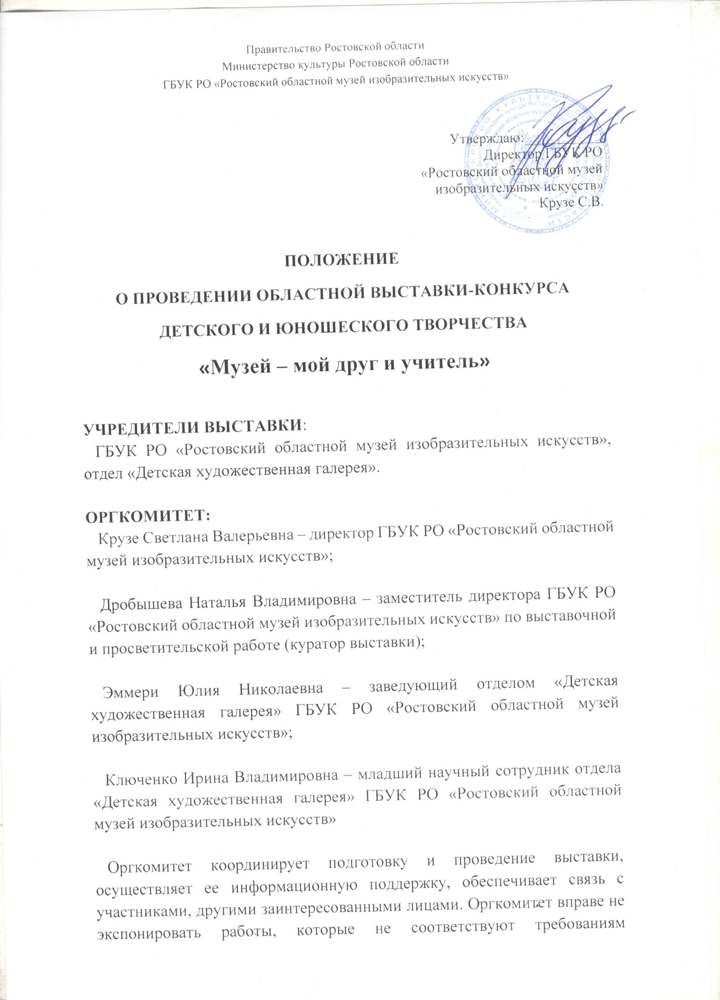 Правительство Ростовской области
Министерство культуры Ростовской области
ГБУК РО «Ростовский областной музей изобразительных искусств»
Утверждаю:
Директор ГБУК РО
«Ростовский областной музей
изобразительных искусств»
Крузе С.В.
ПОЛОЖЕНИЕ
О ПРОВЕДЕНИИ ОБЛАСТНОЙ ВЫСТАВКИ-КОНКУРСА
ДЕТСКОГО И ЮНОШЕСКОГО ТВОРЧЕСТВА
«Музей – мой друг и учитель»
УЧРЕДИТЕЛИ ВЫСТАВКИ:
ГБУК РО «Ростовский областной музей изобразительных искусств»,
отдел «Детская художественная галерея».
ОРГКОМИТЕТ:
Крузе Светлана Валерьевна – директор ГБУК РО «Ростовский областной
музей изобразительных искусств»;
Дробышева Наталья Владимировна – заместитель директора ГБУК РО
«Ростовский областной музей изобразительных искусств» по выставочной
и просветительской работе (куратор выставки);
Эммери Юлия Николаевна – заведующий отделом «Детская
художественная галерея» ГБУК РО «Ростовский областной музей
изобразительных искусств»;
Ключенко Ирина Владимировна – младший научный сотрудник отдела
«Детская художественная галерея» ГБУК РО «Ростовский областной
музей изобразительных искусств»
Оргкомитет координирует подготовку и проведение выставки,
осуществляет ее информационную поддержку, обеспечивает связь с
участниками, другими заинтересованными лицами. Оргкомитет вправе не
экспонировать работы, которые не соответствуют требованиям